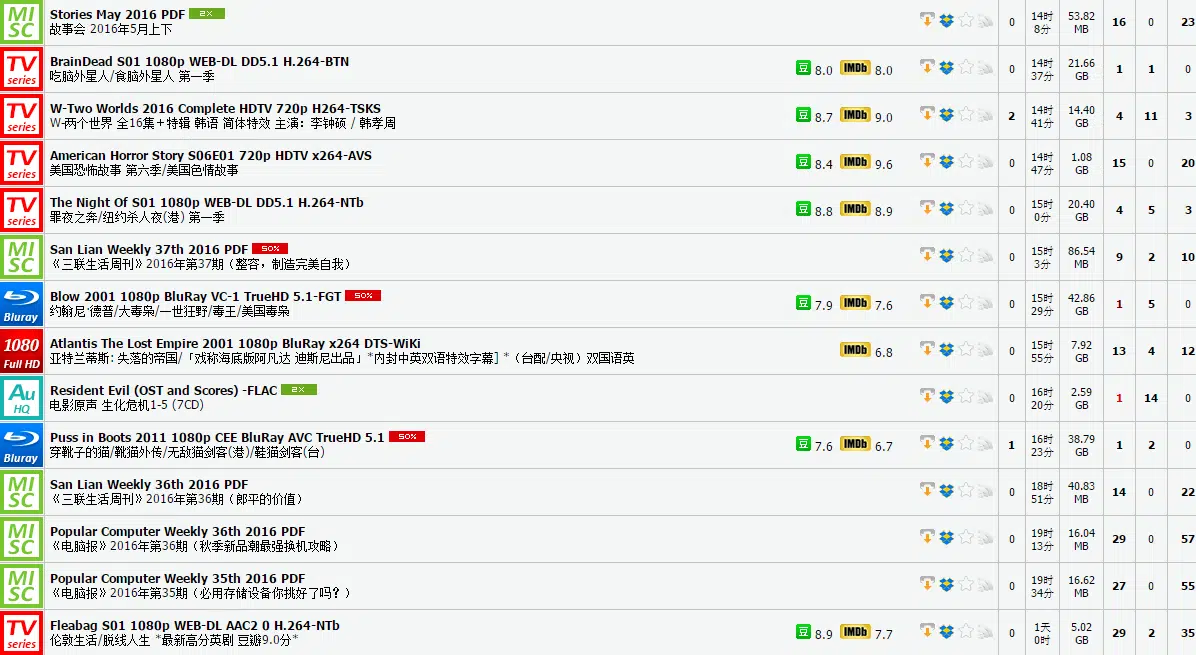 MI SC
Stories May 2016 PDF 2X
故事会 2016年5月上下
0 14时8分 53.82 MB 16 0 23
TV series
BrainDead S01 1080p WEB-DL DD5.1 H.264-BTN
吃脑外星人/食脑外星人 第一季
豆 8.0 IMDb 8.0 0 14时37分 21.66 GB 1 1 0
TV series
W-Two Worlds 2016 Complete HDTV 720p H264-TSKS
W-两个世界 全16集+特辑 韩语 简体特效 主演：李钟硕 / 韩孝周
豆 8.7 IMDb 9.0 2 14时41分 14.40 GB 4 11 3
TV series
American Horror Story S06E01 720p HDTV x264-AVS
美国恐怖故事 第六季/美国色情故事
豆 8.4 IMDb 9.6 0 14时47分 1.08 GB 15 0 20
TV series
The Night Of S01 1080p WEB-DL DD5.1 H.264-NTb
罪夜之奔/纽约杀人夜(港) 第一季
豆 8.8 IMDb 8.9 0 15时0分 20.40 GB 4 5 3
MI SC
San Lian Weekly 37th 2016 PDF 50%
《三联生活周刊》2016年第37期（整容，制造完美自我）
0 15时3分 86.54 MB 9 2 10
Bluray
Blow 2001 1080p BluRay VC-1 TrueHD 5.1-FGT 50%
约翰尼·德普/大毒枭/一世狂野/毒王/美国毒枭
豆 7.9 IMDb 7.6 0 15时29分 42.86 GB 1 5 0
1080 Full HD
Atlantis The Lost Empire 2001 1080p BluRay x264 DTS-WiKi
亚特兰蒂斯: 失落的帝国/「戏称海底版阿凡达 迪斯尼出品」*内封中英双语特效字幕］*（台配/央视）双国语英
IMDb 6.8 0 15时55分 7.92 GB 13 4 12
Au HQ
Resident Evil (OST and Scores) -FLAC 2X
电影原声 生化危机1-5 (7CD)
0 16时20分 2.59 GB 1 14 0
Bluray
Puss in Boots 2011 1080p CEE BluRay AVC TrueHD 5.1 50%
穿靴子的猫/靴猫外传/无敌猫剑客(港)/鞋猫剑客(台)
豆 7.6 IMDb 6.7 1 16时23分 38.79 GB 1 2 0
MI SC
San Lian Weekly 36th 2016 PDF
《三联生活周刊》2016年第36期（郎平的价值）
0 18时51分 40.83 MB 14 0 22
MI SC
Popular Computer Weekly 36th 2016 PDF
《电脑报》2016年第36期（秋季新品潮最强换机攻略）
0 19时13分 16.04 MB 29 0 57
MI SC
Popular Computer Weekly 35th 2016 PDF
《电脑报》2016年第35期（必用存储设备你挑好了吗？）
0 19时34分 16.62 MB 27 0 55
TV series
Fleabag S01 1080p WEB-DL AAC2 0 H.264-NTb
伦敦生活/脱线人生 *最新高分英剧 豆瓣9.0分*
豆 8.9 IMDb 7.7 0 1天0时 5.02 GB 29 2 35